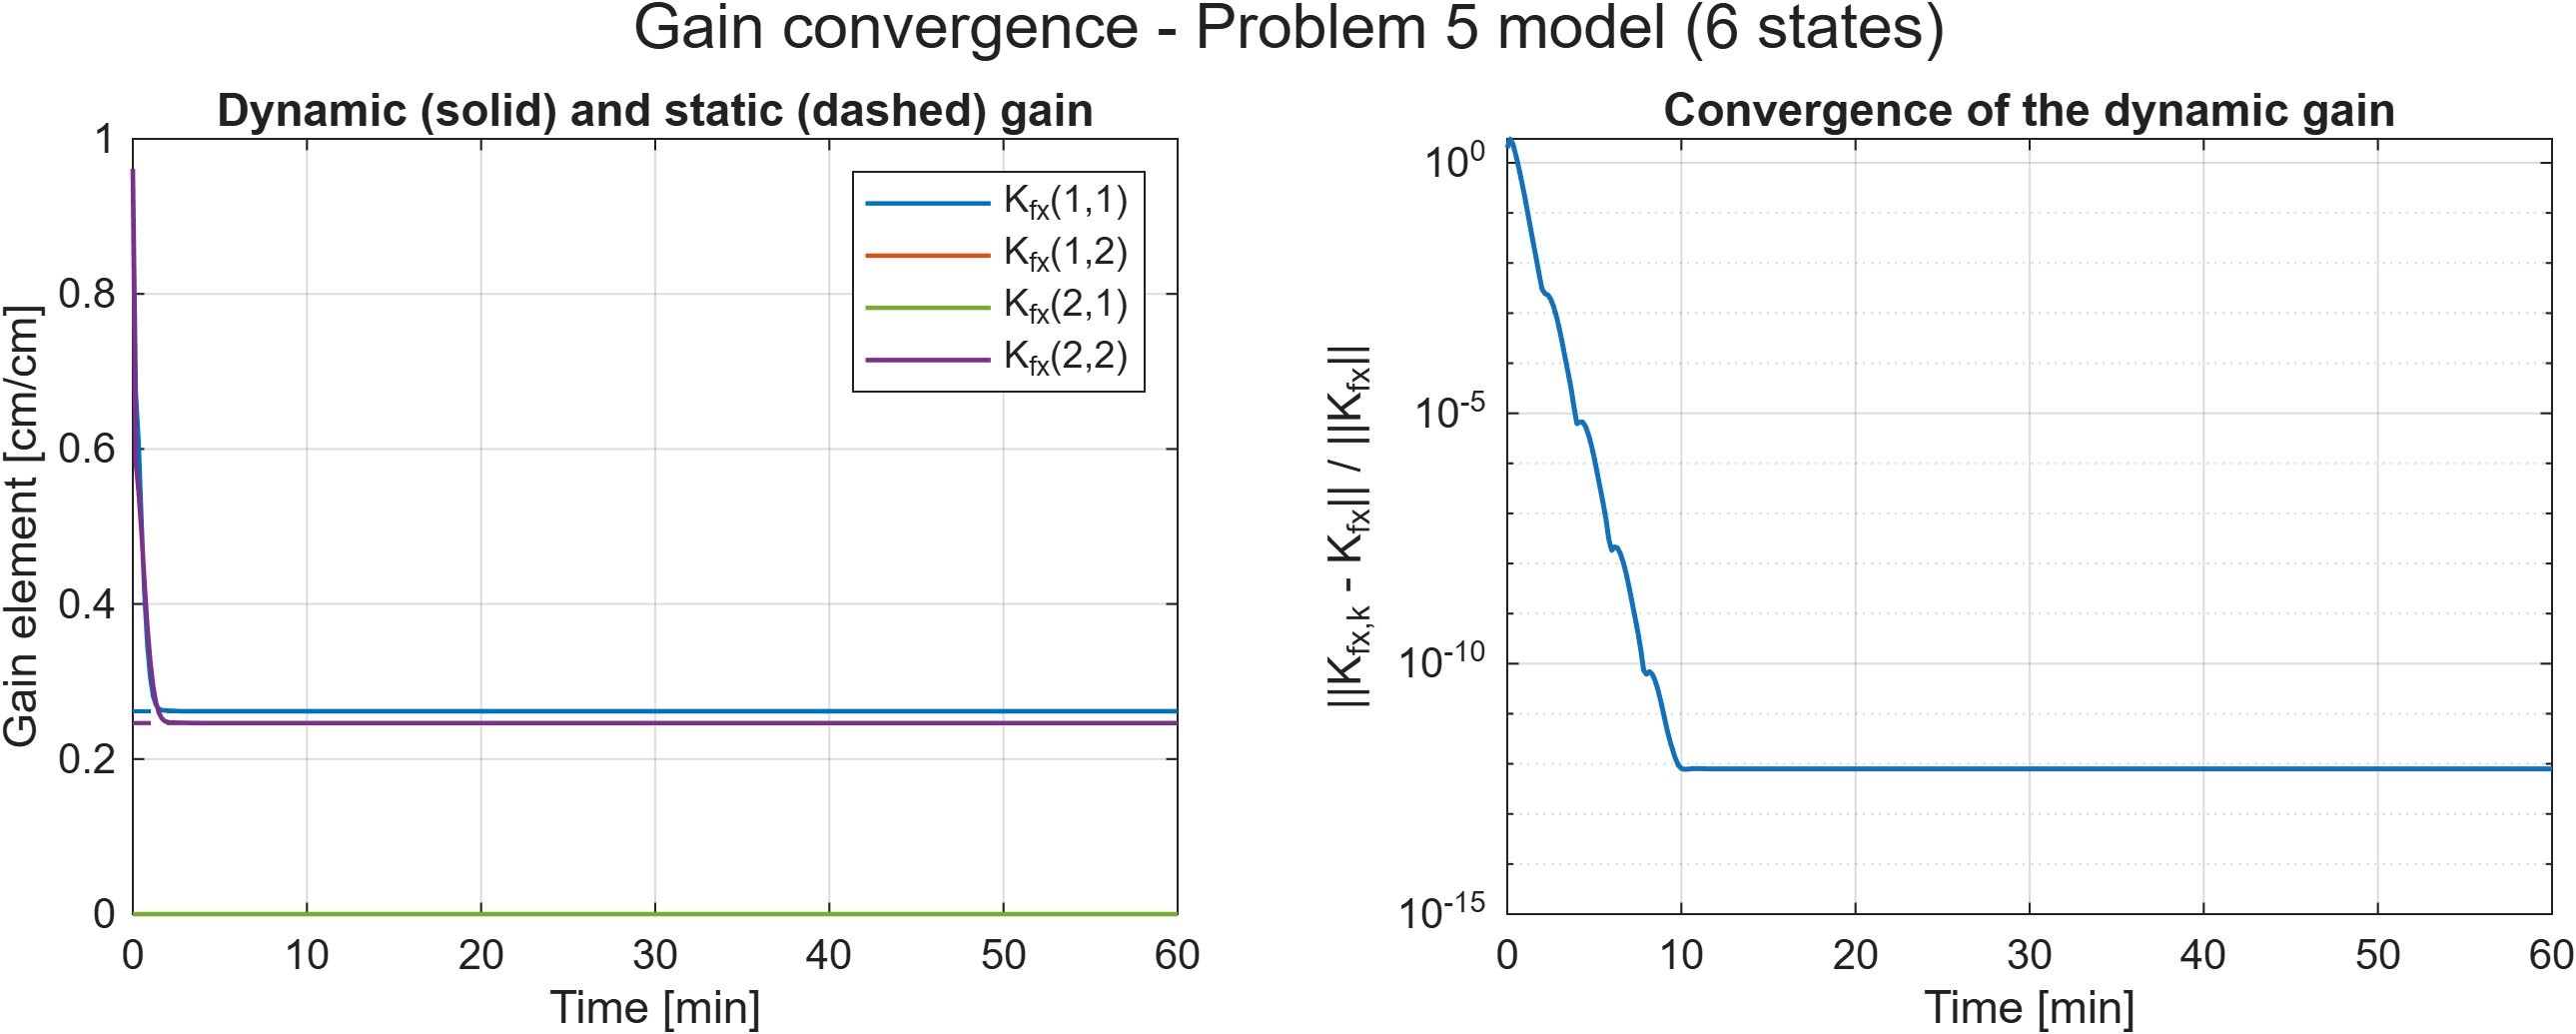 Gain convergence - Problem 5 model (6 states)
Dynamic (solid) and static (dashed) gain
Gain element [cm/cm]
1
0.8
0.6
0.4
0.2
0
0 10 20 30 40 50 60
Time [min]
K_fx(1,1)
K_fx(1,2)
K_fx(2,1)
K_fx(2,2)
Convergence of the dynamic gain
||K_fx,k - K_fx|| / ||K_fx||
10^0
10^-5
10^-10
10^-15
0 10 20 30 40 50 60
Time [min]